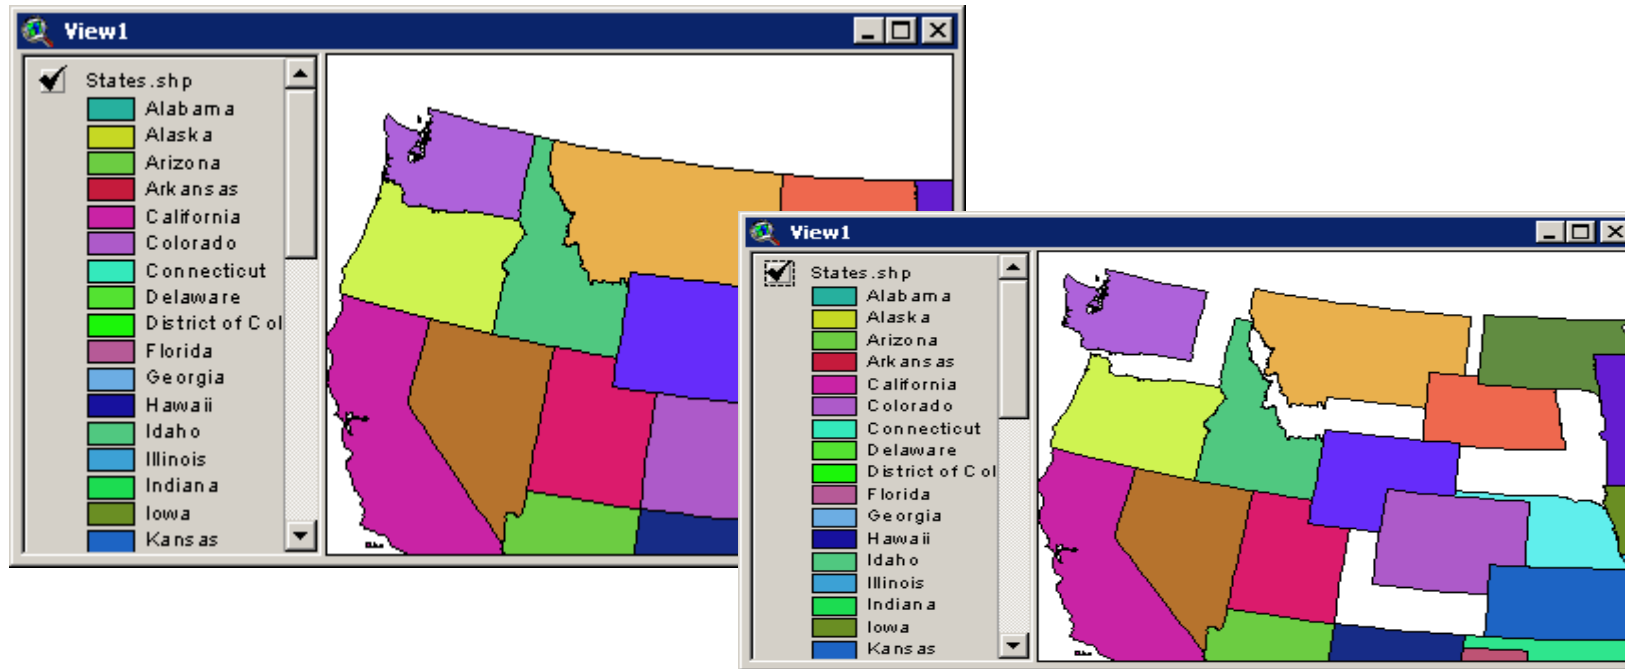 View1
States.shp
Alabama
Alaska
Arizona
Arkansas
California
Colorado
Connecticut
Delaware
District of Col
Florida
Georgia
Hawaii
Idaho
Illinois
Indiana
Iowa
Kansas
View1
States.shp
Alabama
Alaska
Arizona
Arkansas
California
Colorado
Connecticut
Delaware
District of Col
Florida
Georgia
Hawaii
Idaho
Illinois
Indiana
Iowa
Kansas